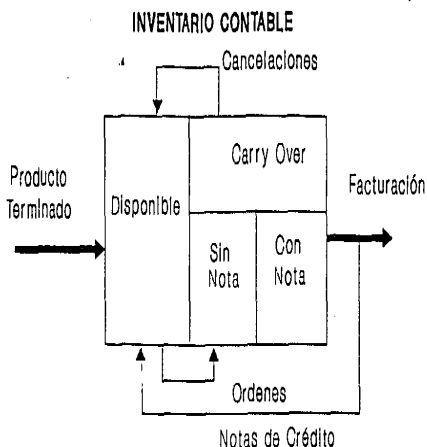 INVENTARIO CONTABLE
Cancelaciones
Carry Over
Producto
Terminado
Disponible
Facturación
Sin
Nota
Con
Nota
Ordenes
Notas de Crédito